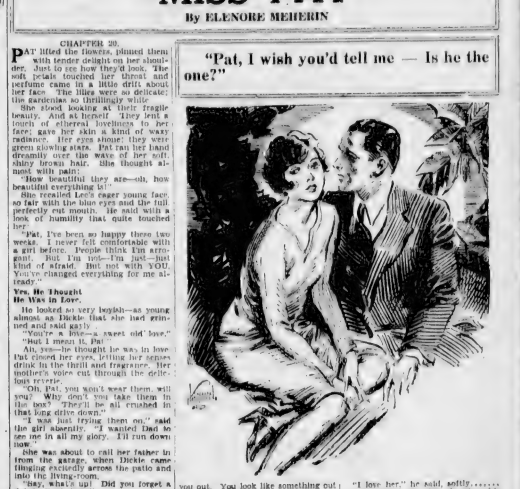 By ELENORE MEHERIN
"Pat, I wish you'd tell me — Is he the
one?"
CHAPTER 20.
PAT lifted the flowers, pinned them
with tender delight on her shoul-
der. Just to see how they'd look. The
soft petals touched her throat and
perfume came in a little drift about
her face. The lilies were so delicate;
the gardenias so thrillingly white.
She stood looking at their fragile
beauty. And at herself. They lent a
touch of ethereal loveliness to her
face; gave her skin a kind of waxy
radiance. Her eyes shone; they were
green glowing stars. Pat ran her hand
dreamily over the wave of her soft,
shiny brown hair. She thought al-
most with pain:
"How beautiful they are—oh, how
beautiful everything is!"
She recalled Lee's eager young face,
so fair with the blue eyes and the full,
perfectly cut mouth. He said with a
look of humility that quite touched
her:
"Pat, I've been so happy these two
weeks. I never felt comfortable with
a girl before. People think I'm arro-
gant. But I'm not—I'm just—just
kind of afraid. But not with YOU.
You've changed everything for me al-
ready."
Yes, He Thought
He Was in Love.
He looked so very boyish—as young
almost as Dickie that she had grin-
ned and said gayly:
"You're a love—a sweet old love."
"But I mean it, Pat."
Ah, yes—he thought he was in love.
Pat closed her eyes, letting her senses
drink in the thrill and fragrance. Her
mother's voice cut through the delic-
ious reverie.
"Oh, Pat, you won't wear them, will
you? Why don't you take them in
the box? They'll be all crushed in
that long drive down."
"I was just trying them on," said
the girl absently. "I wanted Dad to
see me in all my glory. I'll run down
now."
She was about to call her father in
from the garage, when Dickie came
flinging excitedly across the patio and
into the living-room.
"Say, what's up! Did you forget a
you out. You look like something out
"I love her," he said, softly.......